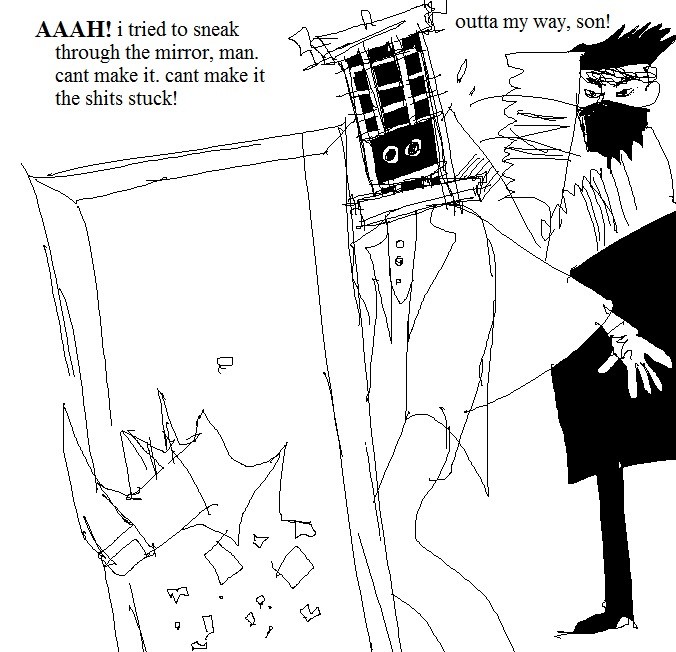 AAAH! i tried to sneak
through the mirror, man.
cant make it. cant make it
the shits stuck!
outta my way, son!